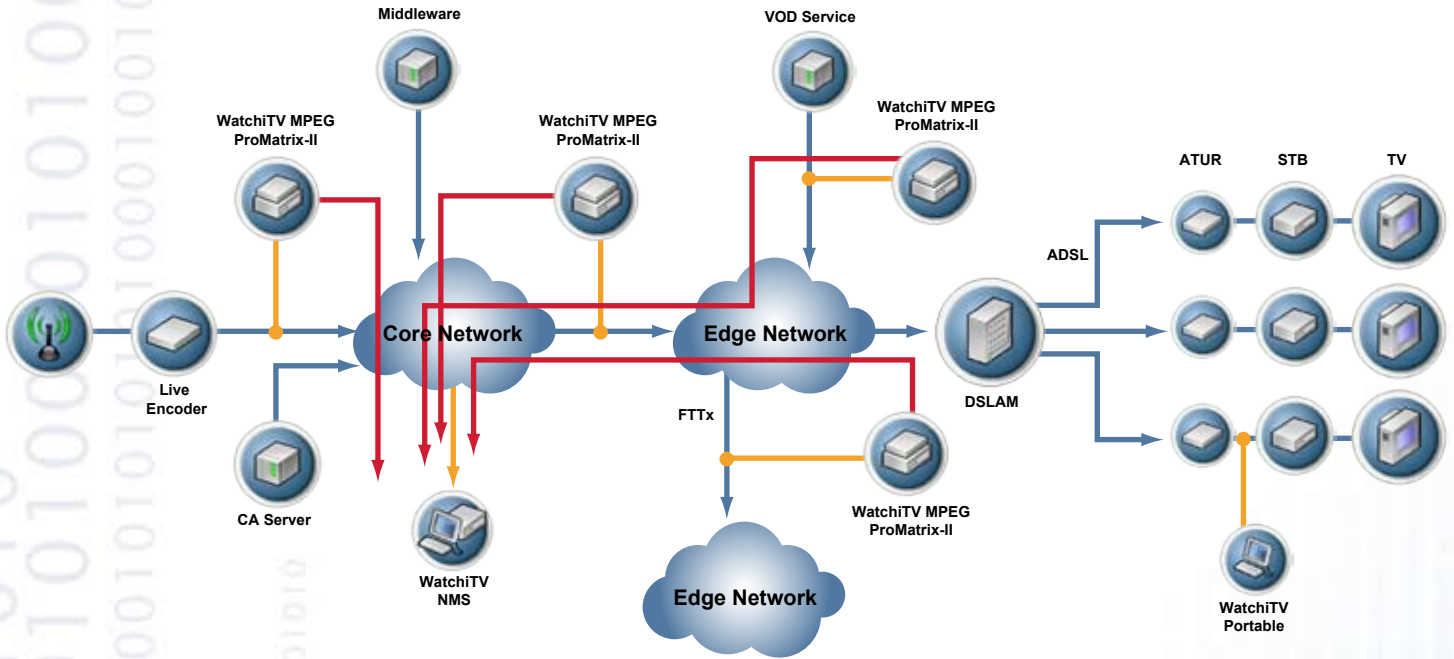 Middleware
VOD Service
WatchiTV MPEG
ProMatrix-II
WatchiTV MPEG
ProMatrix-II
WatchiTV MPEG
ProMatrix-II
ATUR
STB
TV
ADSL
Core Network
Edge Network
Live
Encoder
DSLAM
FTTx
CA Server
WatchiTV MPEG
ProMatrix-II
WatchiTV
NMS
Edge Network
WatchiTV
Portable